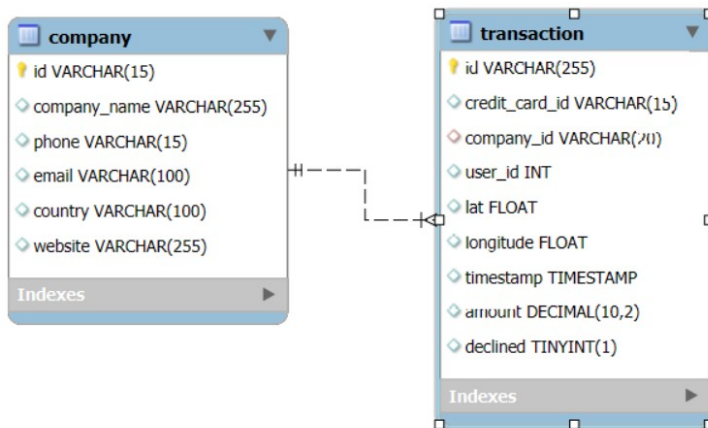 company
id VARCHAR(15)
company_name VARCHAR(255)
phone VARCHAR(15)
email VARCHAR(100)
country VARCHAR(100)
website VARCHAR(255)
Indexes
transaction
id VARCHAR(255)
credit_card_id VARCHAR(15)
company_id VARCHAR(20)
user_id INT
lat FLOAT
longitude FLOAT
timestamp TIMESTAMP
amount DECIMAL(10,2)
declined TINYINT(1)
Indexes